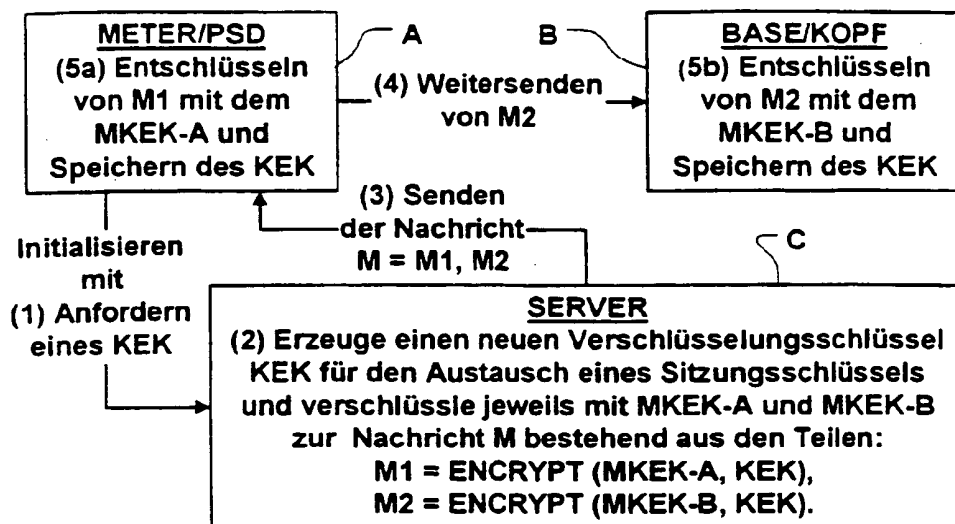 METER/PSD
(5a) Entschlüsseln
von M1 mit dem
MKEK-A und
Speichern des KEK
A
(4) Weitersenden
von M2
B
BASE/KOPF
(5b) Entschlüsseln
von M2 mit dem
MKEK-B und
Speichern des KEK
(3) Senden
der Nachricht
M = M1, M2
C
Initialisieren
mit
(1) Anfordern
eines KEK
SERVER
(2) Erzeuge einen neuen Verschlüsselungsschlüssel
KEK für den Austausch eines Sitzungsschlüssels
und verschlüssle jeweils mit MKEK-A und MKEK-B
zur Nachricht M bestehend aus den Teilen:
M1 = ENCRYPT (MKEK-A, KEK),
M2 = ENCRYPT (MKEK-B, KEK).